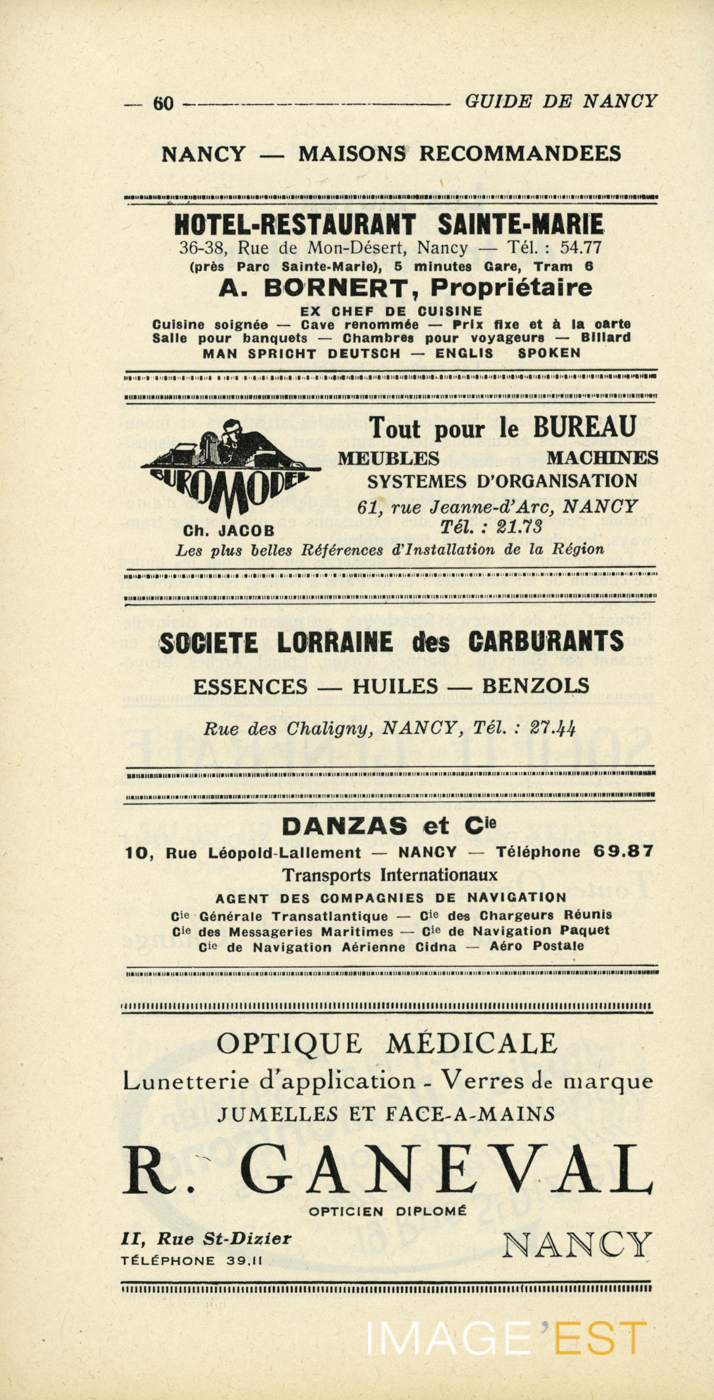 — 60 — GUIDE DE NANCY
NANCY — MAISONS RECOMMANDEES
HOTEL-RESTAURANT SAINTE-MARIE
36-38, Rue de Mon-Désert, Nancy — Tél. : 54.77
(près Parc Sainte-Marie), 5 minutes Gare, Tram 6
A. BORNERT, Propriétaire
EX CHEF DE CUISINE
Cuisine soignée — Cave renommée — Prix fixe et à la carte
Salle pour banquets — Chambres pour voyageurs — Billard
MAN SPRICHT DEUTSCH — ENGLIS SPOKEN
BUROMODEL
Ch. JACOB
Tout pour le BUREAU
MEUBLES MACHINES
SYSTEMES D'ORGANISATION
61, rue Jeanne-d'Arc, NANCY
Tél. : 21.73
Les plus belles Références d'Installation de la Région
SOCIETE LORRAINE des CARBURANTS
ESSENCES — HUILES — BENZOLS
Rue des Chaligny, NANCY, Tél. : 27.44
DANZAS et Cie
10, Rue Léopold-Lallement — NANCY — Téléphone 69.87
Transports Internationaux
AGENT DES COMPAGNIES DE NAVIGATION
Cie Générale Transatlantique — Cie des Chargeurs Réunis
Cie des Messageries Maritimes — Cie de Navigation Paquet
Cie de Navigation Aérienne Cidna — Aéro Postale
OPTIQUE MÉDICALE
Lunetterie d'application - Verres de marque
JUMELLES ET FACE-A-MAINS
R. GANEVAL
OPTICIEN DIPLOMÉ
II, Rue St-Dizier
TÉLÉPHONE 39.II
NANCY
IMAGE'EST